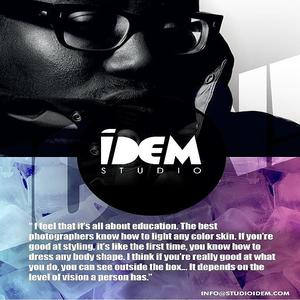 iDEM
STUDIO
" I feel that it's all about education. The best
photographers know how to light any color skin. If you're
good at styling, it's like the first time, you know how to
dress any body shape. I think if you're really good at what
you do, you can see outside the box... It depends on the
level of vision a person has."
INFO@STUDIOIDEM.COM